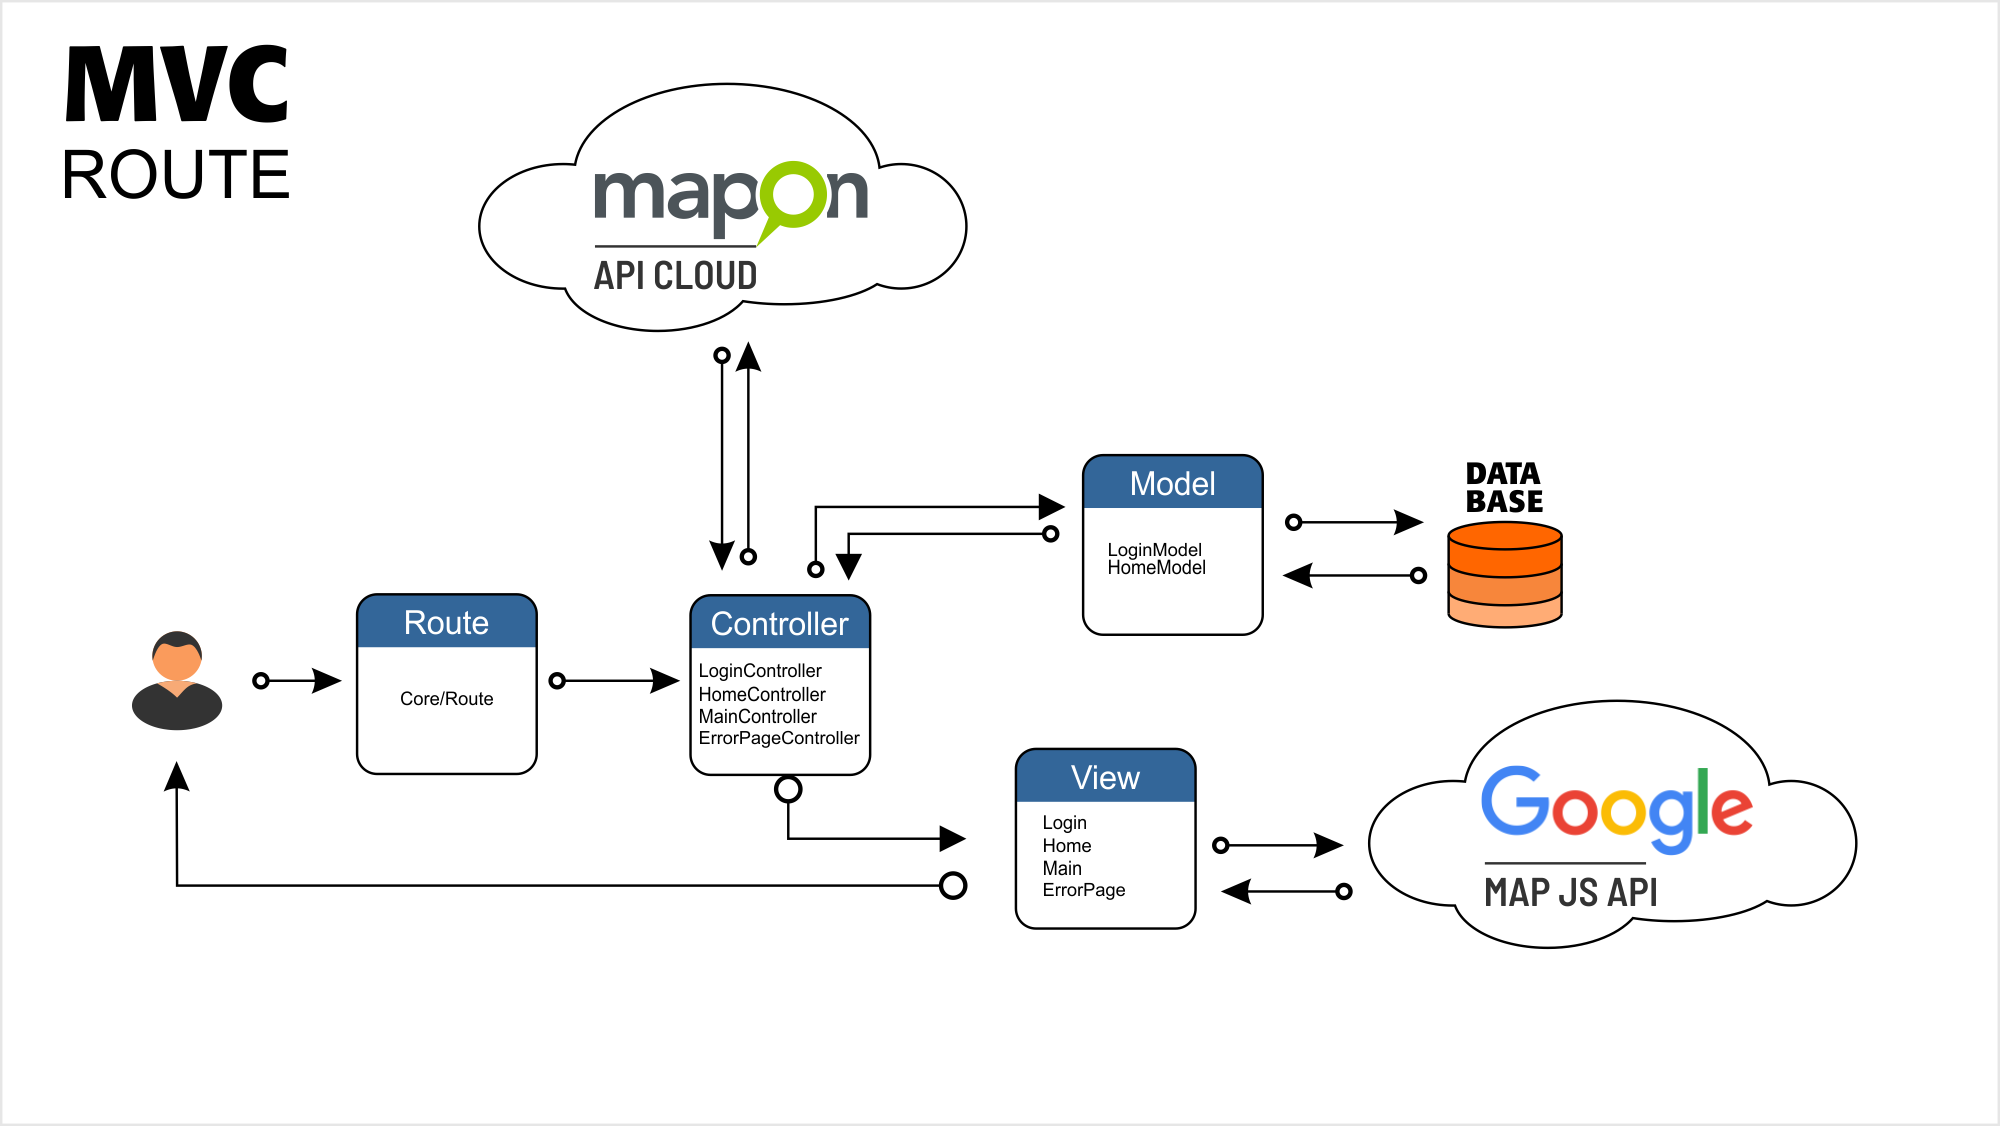 MVC
ROUTE
mapon
API CLOUD
Model
LoginModel
HomeModel
DATA
BASE
Route
Core/Route
Controller
LoginController
HomeController
MainController
ErrorPageController
View
Login
Home
Main
ErrorPage
Google
MAP JS API